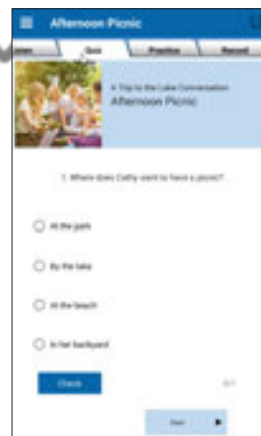 Afternoon Picnic
Quiz
Practice
Record
A Trip to the Lake Conversation
Afternoon Picnic
1. Where does Cathy want to have a picnic?
At the park
By the lake
At the beach
In her backyard
Check